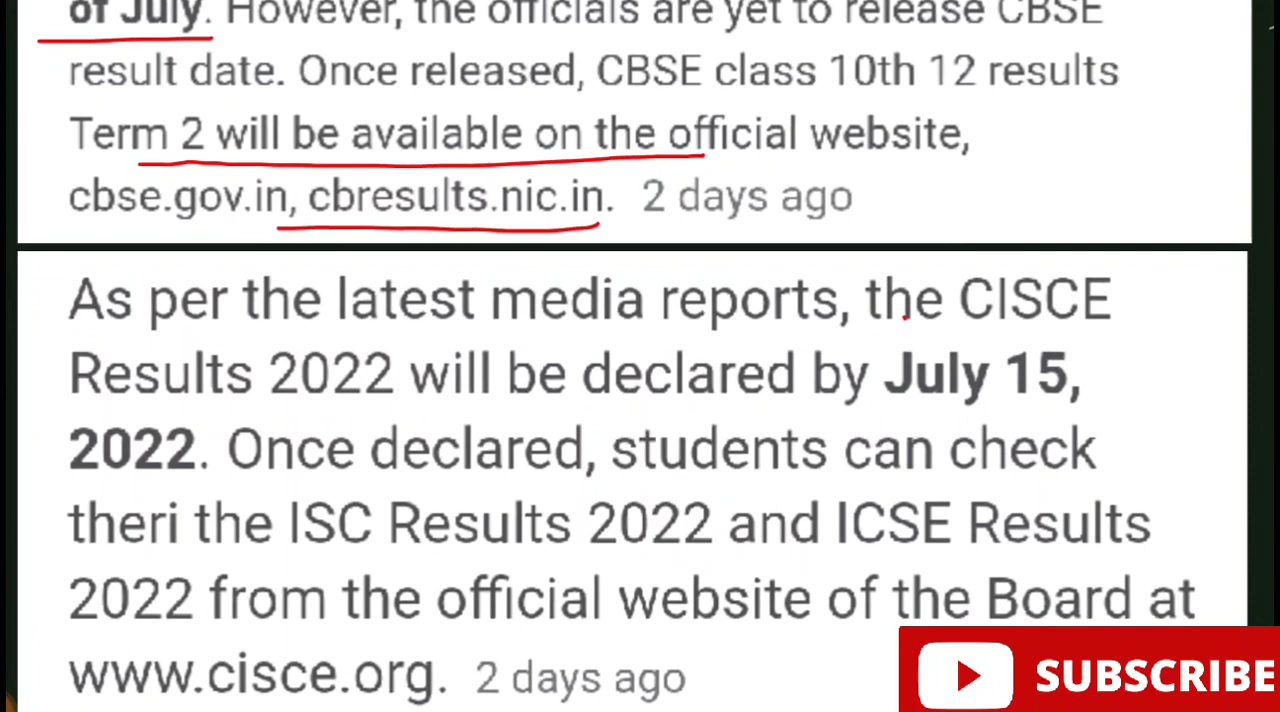 of July. However, the officials are yet to release CBSE
result date. Once released, CBSE class 10th 12 results
Term 2 will be available on the official website,
cbse.gov.in, cbresults.nic.in. 2 days ago
As per the latest media reports, the CISCE
Results 2022 will be declared by July 15,
2022. Once declared, students can check
theri the ISC Results 2022 and ICSE Results
2022 from the official website of the Board at
www.cisce.org. 2 days ago
SUBSCRIBE